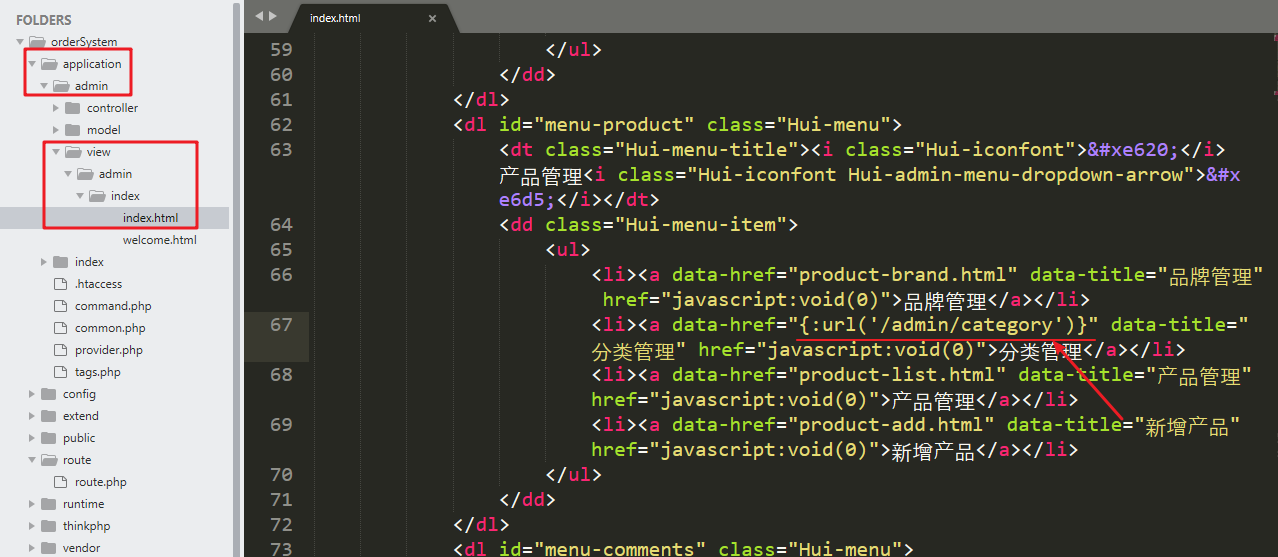 FOLDERS
orderSystem
application
admin
controller
model
view
admin
index
index.html
welcome.html
index
.htaccess
command.php
common.php
provider.php
tags.php
config
extend
public
route
route.php
runtime
thinkphp
vendor
index.html ×
59 </ul>
60 </dd>
61 </dl>
62 <dl id="menu-product" class="Hui-menu">
63 <dt class="Hui-menu-title"><i class="Hui-iconfont">&#xe620;</i>
产品管理<i class="Hui-iconfont Hui-admin-menu-dropdown-arrow">&#x
e6d5;</i></dt>
64 <dd class="Hui-menu-item">
65 <ul>
66 <li><a data-href="product-brand.html" data-title="品牌管理"
href="javascript:void(0)">品牌管理</a></li>
67 <li><a data-href="{:url('/admin/category')}" data-title="
分类管理" href="javascript:void(0)">分类管理</a></li>
68 <li><a data-href="product-list.html" data-title="产品管理"
href="javascript:void(0)">产品管理</a></li>
69 <li><a data-href="product-add.html" data-title="新增产品"
href="javascript:void(0)">新增产品</a></li>
70 </ul>
71 </dd>
72 </dl>
73 <dl id="menu-comments" class="Hui-menu">